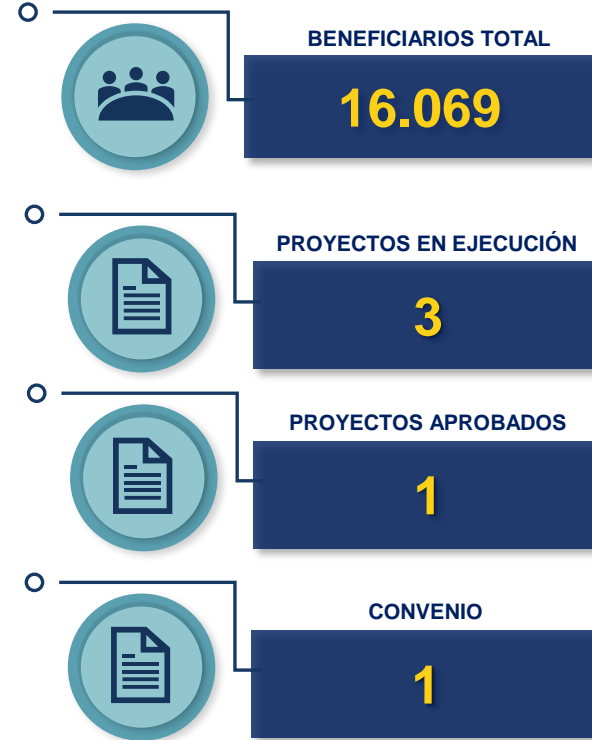 BENEFICIARIOS TOTAL
16.069
PROYECTOS EN EJECUCIÓN
3
PROYECTOS APROBADOS
1
CONVENIO
1